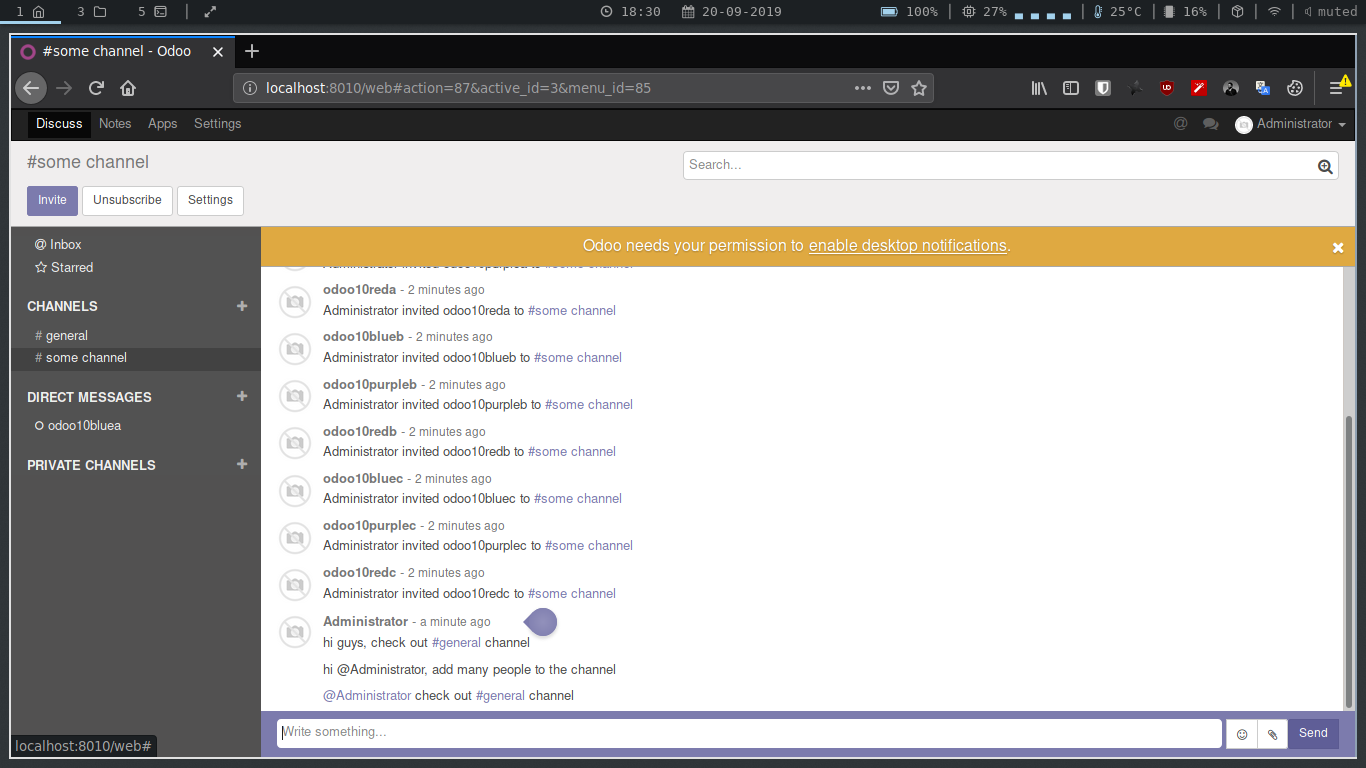 1 3 5 18:30 20-09-2019 100% 27% 25°C 16% muted
#some channel - Odoo
localhost:8010/web#action=87&active_id=3&menu_id=85
Discuss Notes Apps Settings @ Administrator
#some channel
Search...
Invite Unsubscribe Settings
Odoo needs your permission to enable desktop notifications.
@ Inbox
Starred
CHANNELS +
# general
# some channel
DIRECT MESSAGES +
odoo10bluea
PRIVATE CHANNELS +
Administrator invited odoo10purplea to #some channel
odoo10reda - 2 minutes ago
Administrator invited odoo10reda to #some channel
odoo10blueb - 2 minutes ago
Administrator invited odoo10blueb to #some channel
odoo10purpleb - 2 minutes ago
Administrator invited odoo10purpleb to #some channel
odoo10redb - 2 minutes ago
Administrator invited odoo10redb to #some channel
odoo10bluec - 2 minutes ago
Administrator invited odoo10bluec to #some channel
odoo10purplec - 2 minutes ago
Administrator invited odoo10purplec to #some channel
odoo10redc - 2 minutes ago
Administrator invited odoo10redc to #some channel
Administrator - a minute ago
hi guys, check out #general channel
hi @Administrator, add many people to the channel
@Administrator check out #general channel
Write something...
Send
localhost:8010/web#